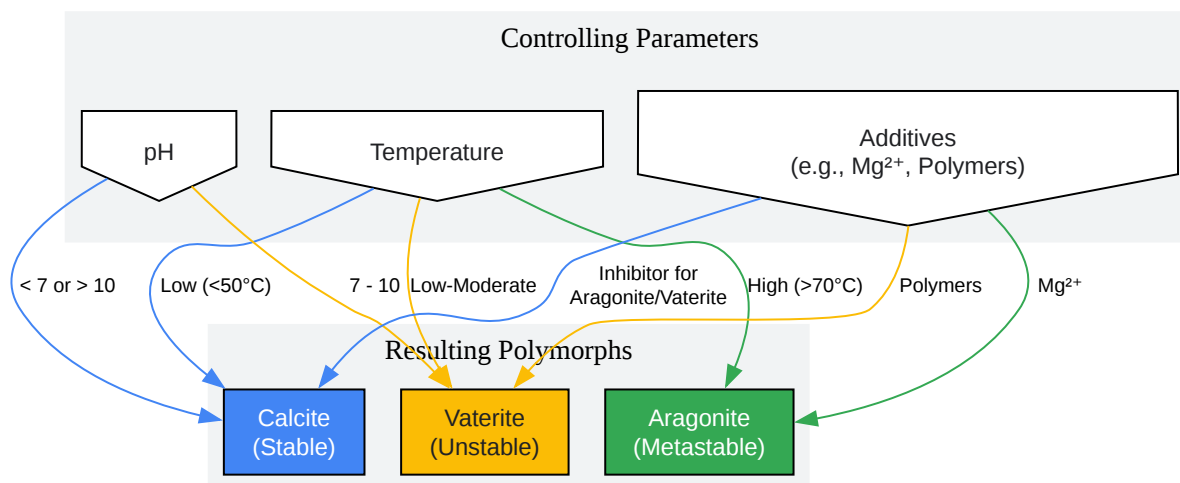 Controlling Parameters
pH
Temperature
Additives
(e.g., Mg²⁺, Polymers)
< 7 or > 10
Low (<50°C)
7 - 10
Low-Moderate
Inhibitor for
Aragonite/Vaterite
High (>70°C)
Polymers
Mg²⁺
Resulting Polymorphs
Calcite
(Stable)
Vaterite
(Unstable)
Aragonite
(Metastable)